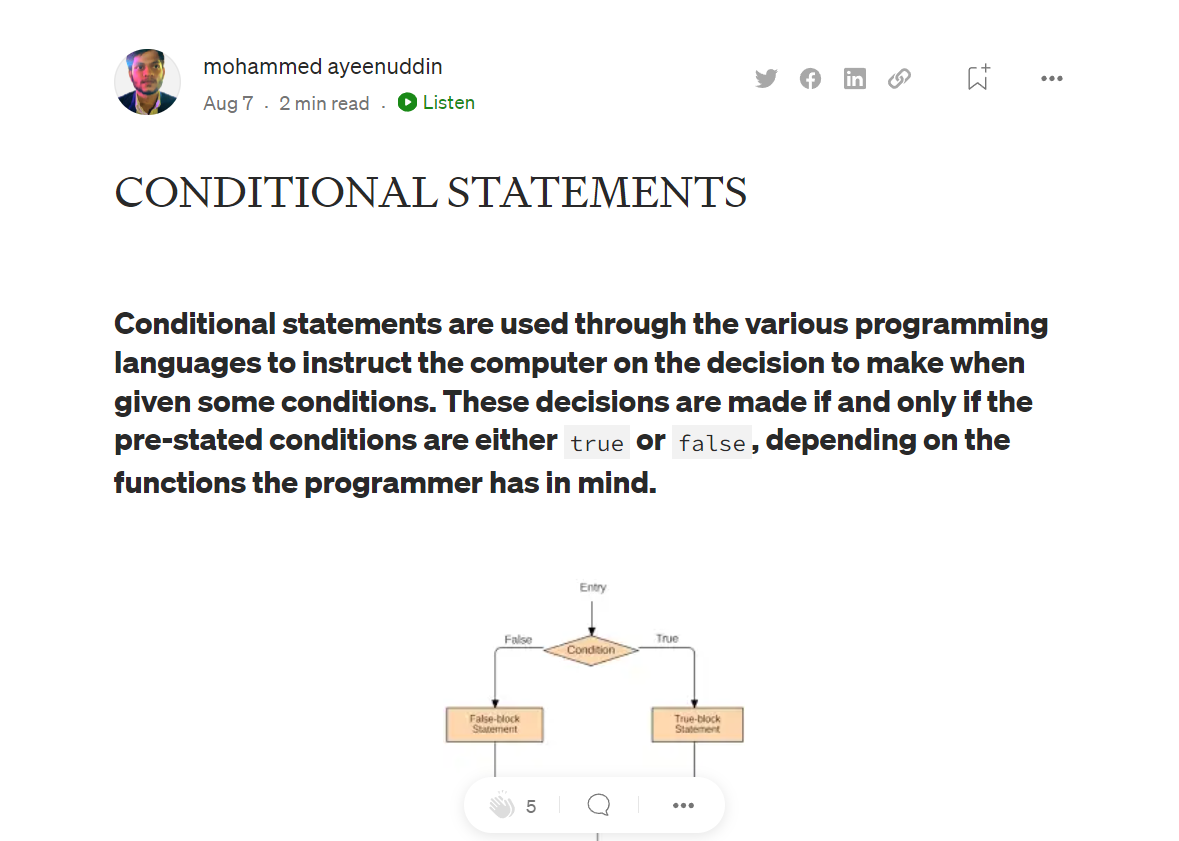 mohammed ayeenuddin
Aug 7 · 2 min read · Listen
CONDITIONAL STATEMENTS
Conditional statements are used through the various programming
languages to instruct the computer on the decision to make when
given some conditions. These decisions are made if and only if the
pre-stated conditions are either true or false, depending on the
functions the programmer has in mind.
Entry
False
True
Condition
False-block
Statement
True-block
Statement
5